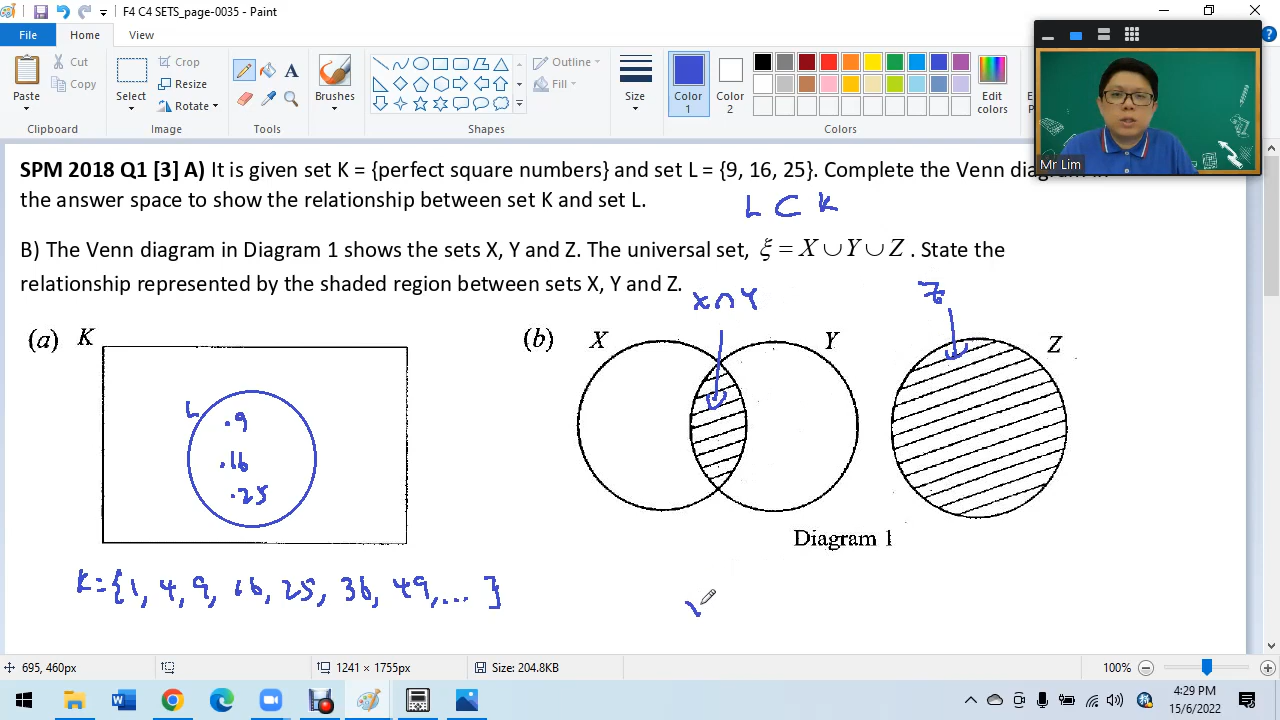 F4 C4 SETS_page-0035 - Paint
File Home View
Paste Cut Copy
Clipboard
Select Crop Resize Rotate
Image
Tools
Brushes
Shapes
Outline
Fill
Size
Color 1
Color 2
Edit colors
Colors
Mr Lim
SPM 2018 Q1 [3] A) It is given set K = {perfect square numbers} and set L = {9, 16, 25}. Complete the Venn diagram in
the answer space to show the relationship between set K and set L.
L ⊂ K
B) The Venn diagram in Diagram 1 shows the sets X, Y and Z. The universal set, ξ = X ∪ Y ∪ Z . State the
relationship represented by the shaded region between sets X, Y and Z.
X∩Y Z
(a) K
L
.9
.16
.25
K={1, 4, 9, 16, 25, 36, 49,... }
(b) X Y Z
Diagram 1
695, 460px 1241 × 1755px Size: 204.8KB 100%
4:29 PM
15/6/2022